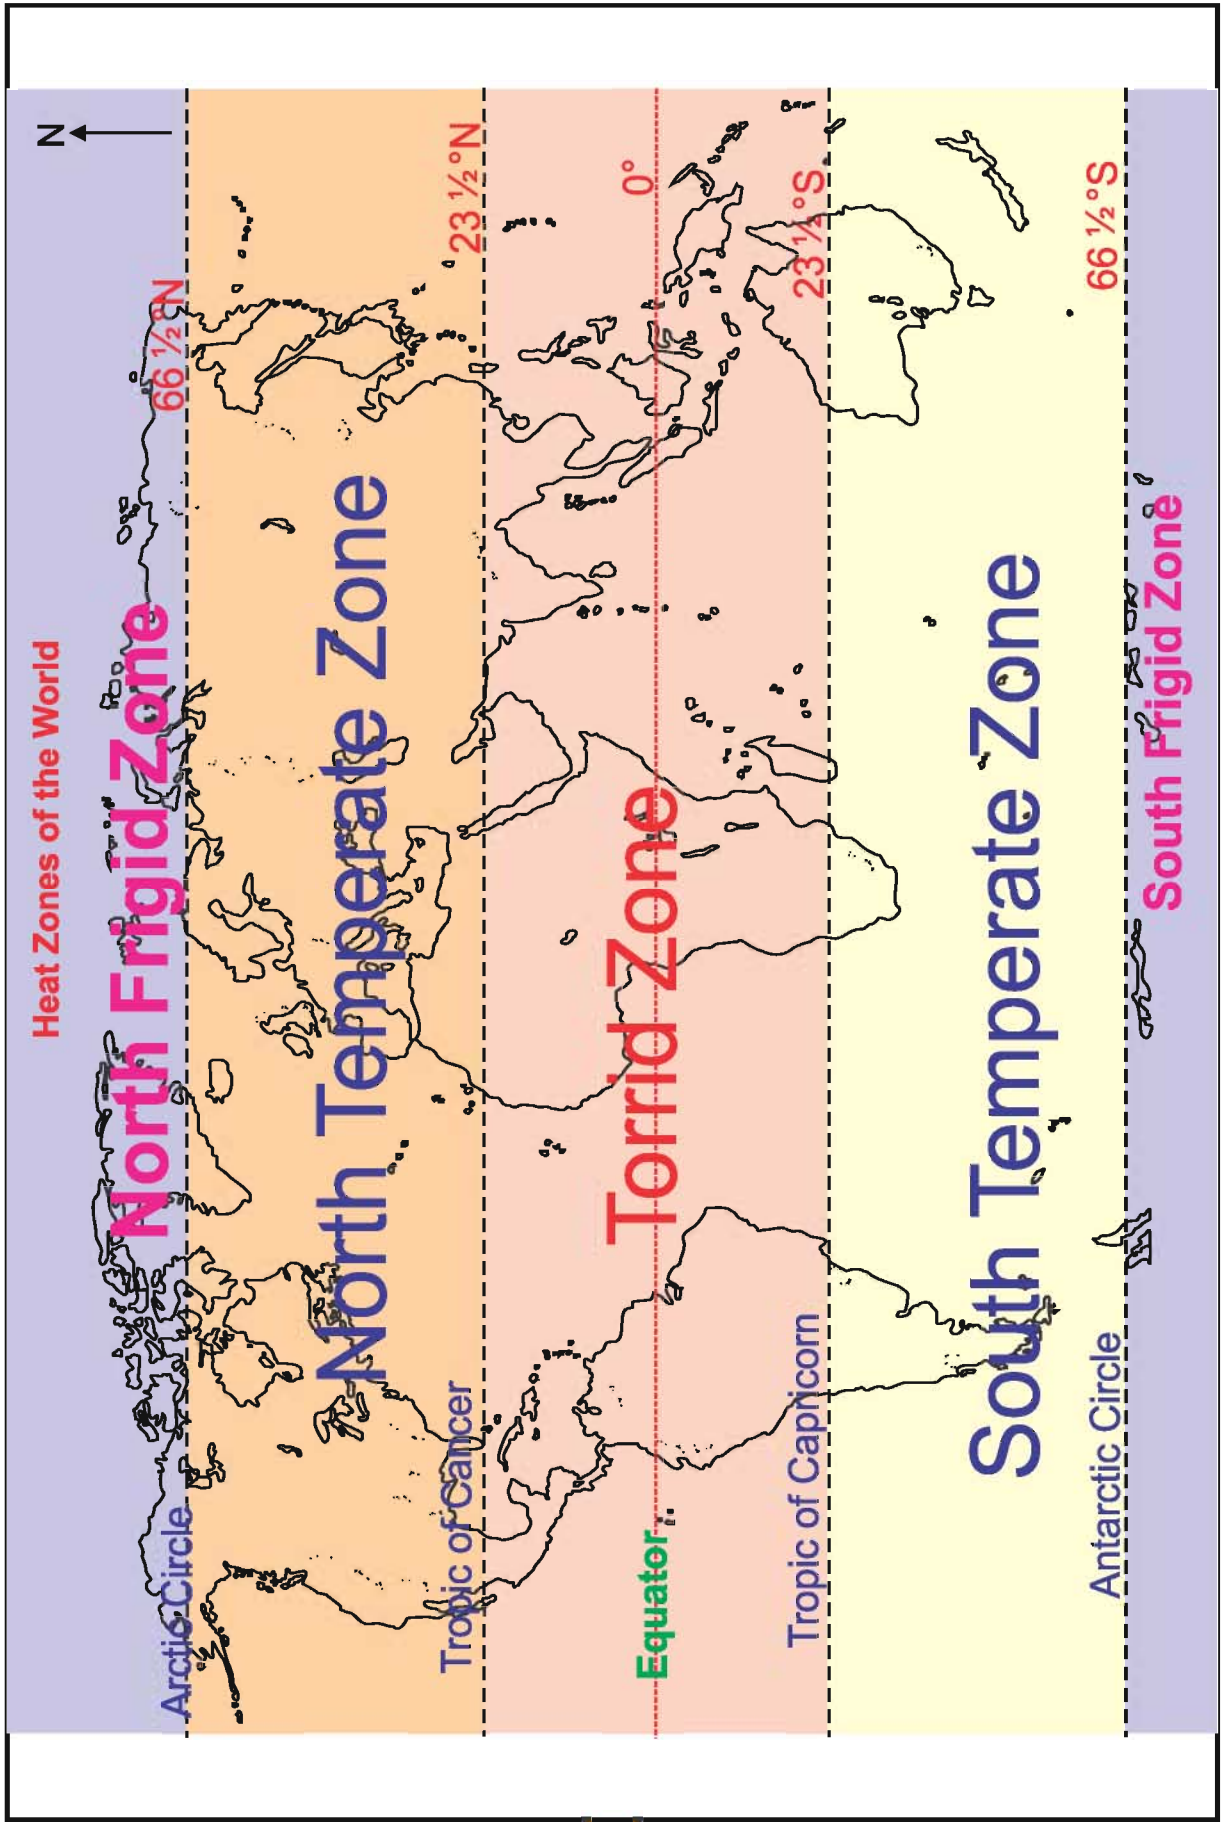 Heat Zones of the World
N
North Frigid Zone
Arctic Circle
66 ½°N
North Temperate Zone
Tropic of Cancer
23 ½°N
Torrid Zone
Equator
0°
Tropic of Capricorn
23 ½°S
South Temperate Zone
Antarctic Circle
66 ½°S
South Frigid Zone